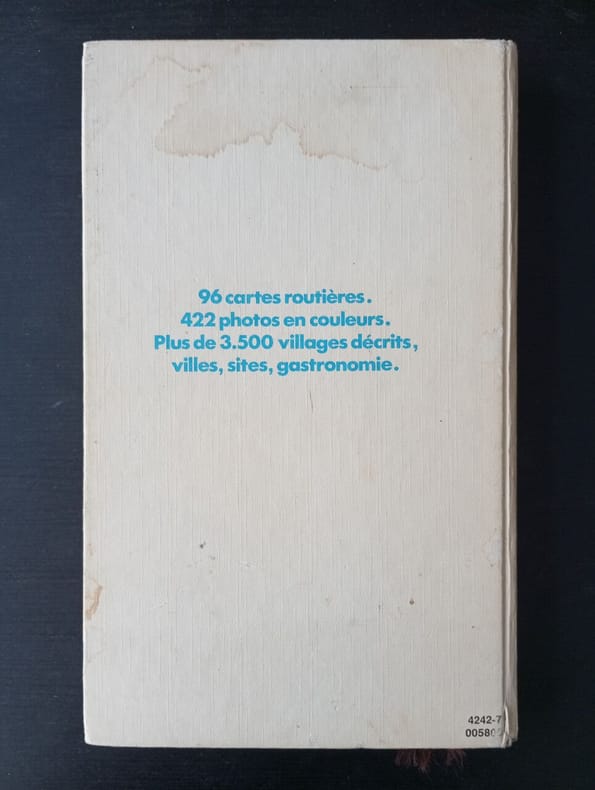 96 cartes routières.
422 photos en couleurs.
Plus de 3.500 villages décrits,
villes, sites, gastronomie.
4242-7